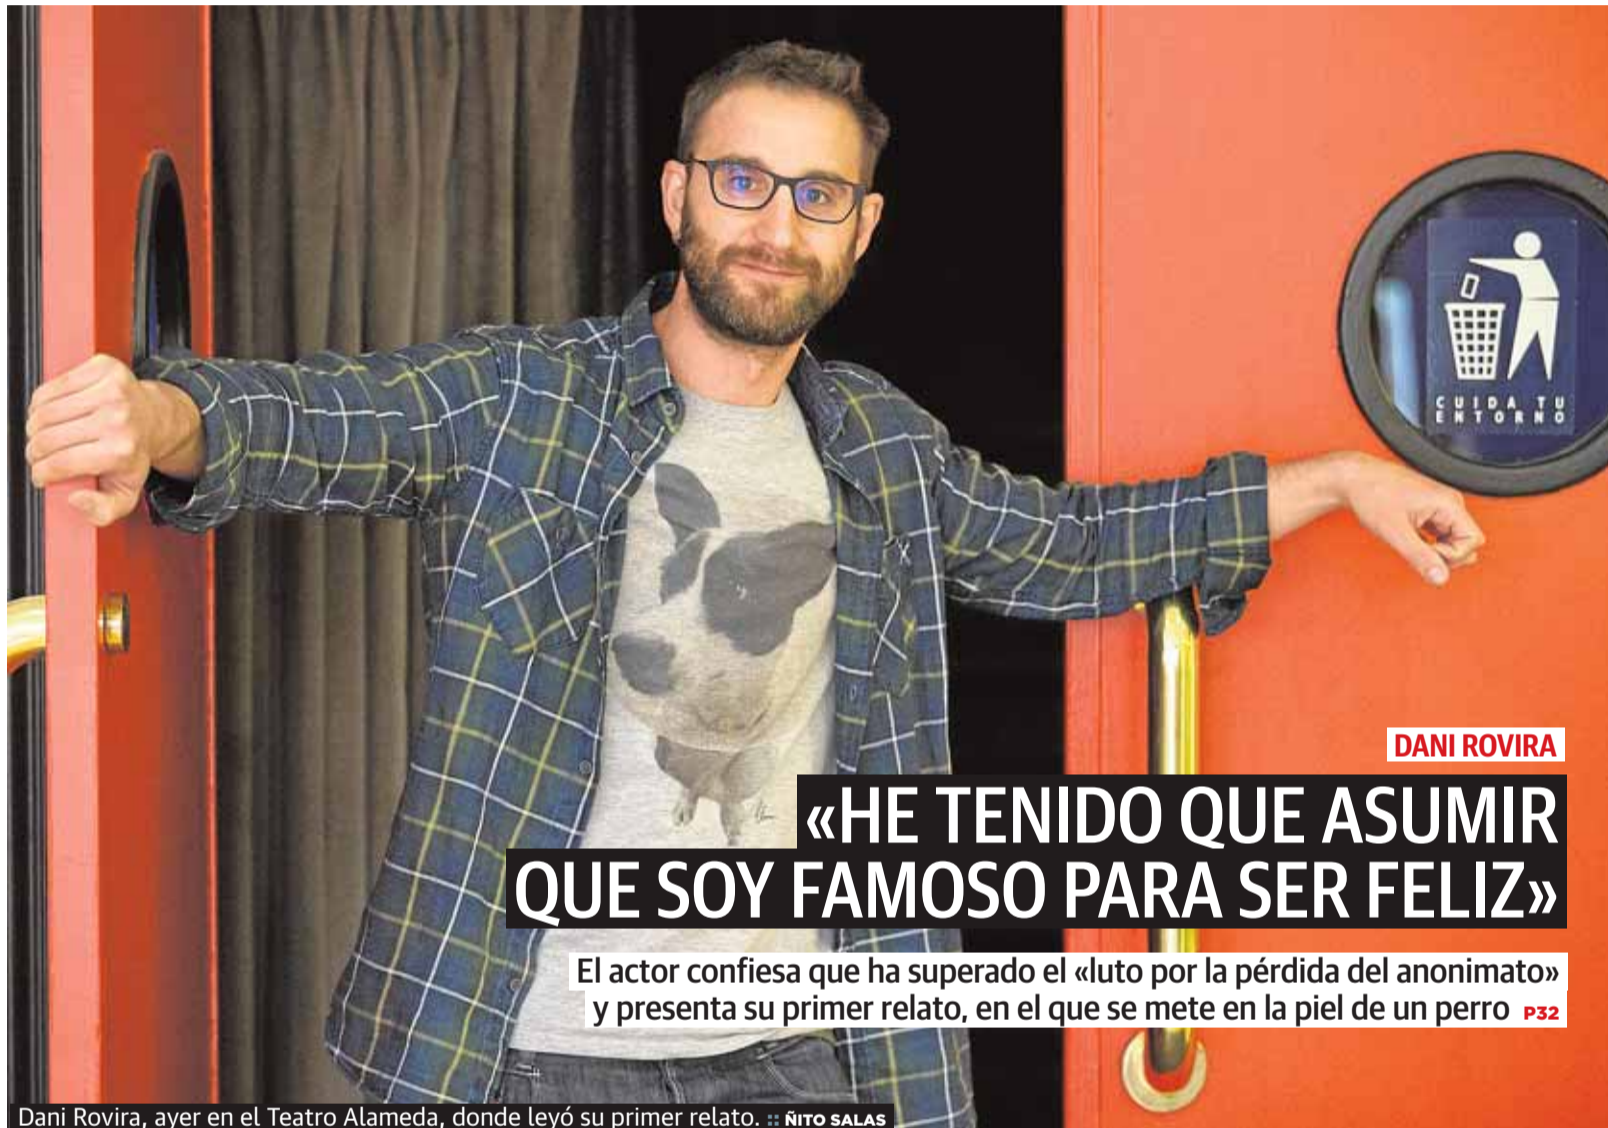 CUIDA TU
ENTORNO
DANI ROVIRA
«HE TENIDO QUE ASUMIR
QUE SOY FAMOSO PARA SER FELIZ»
El actor confiesa que ha superado el «luto por la pérdida del anonimato»
y presenta su primer relato, en el que se mete en la piel de un perro P32
Dani Rovira, ayer en el Teatro Alameda, donde leyó su primer relato. :: ÑITO SALAS